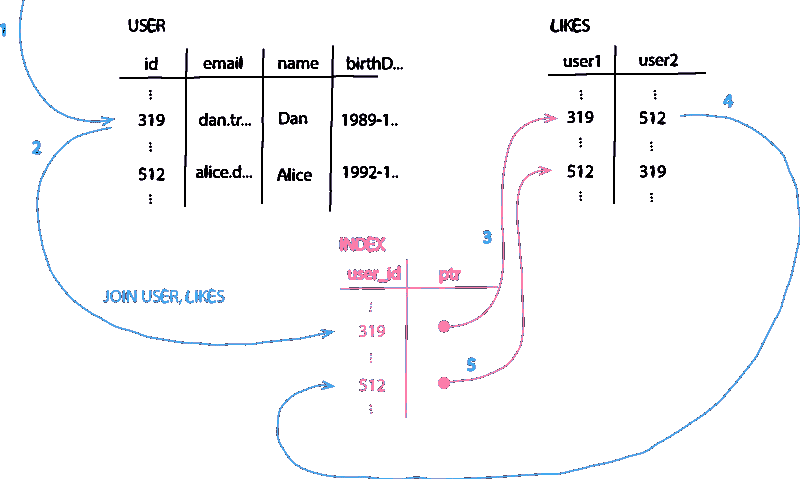 1
USER
id email name birthD...
⋮
319 dan.tr... Dan 1989-1..
⋮
512 alice.d... Alice 1992-1..
⋮
2
JOIN USER, LIKES
LIKES
user1 user2
⋮ ⋮
319 512
⋮ ⋮
512 319
⋮ ⋮
4
3
INDEX
user_id ptr
⋮
319
⋮
512
⋮
5